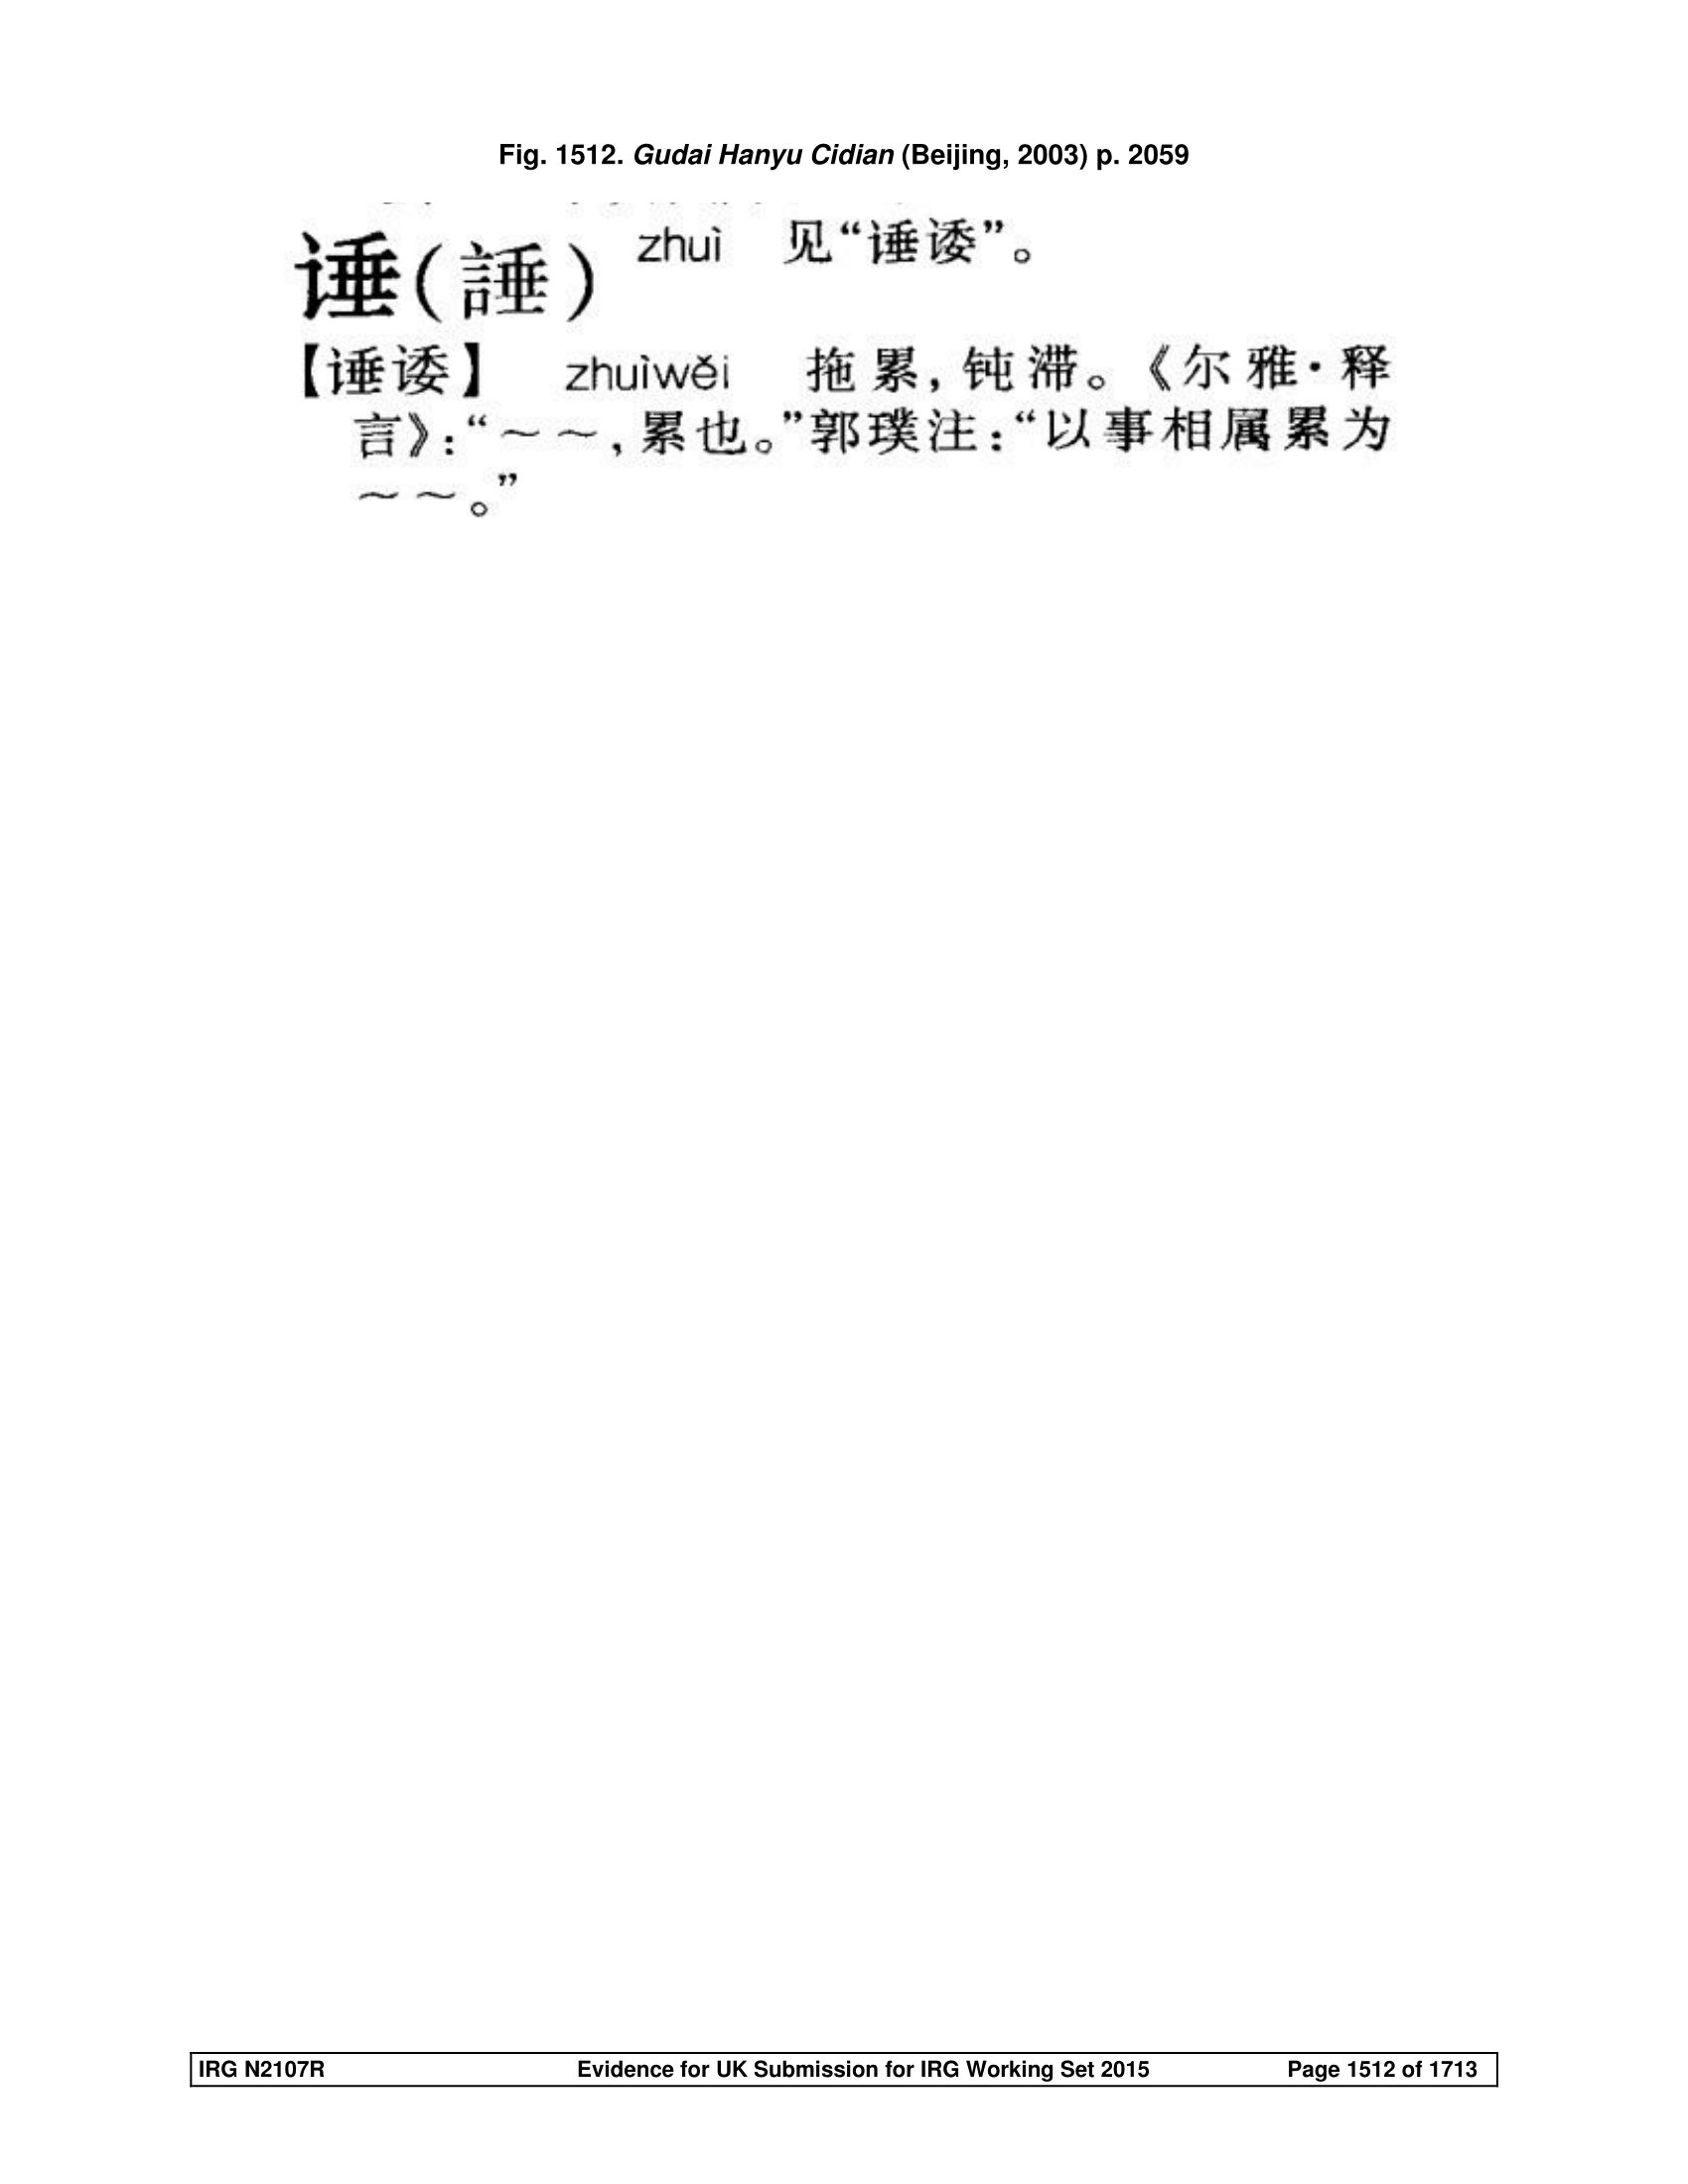 Fig. 1512. Gudai Hanyu Cidian (Beijing, 2003) p. 2059
𫍽(諈) zhuì 见“𫍽诿”。
【𫍽诿】 zhuìwěi 拖累,钝滞。《尔雅·释
言》:“～～,累也。”郭璞注:“以事相属累为
～～。”
IRG N2107R Evidence for UK Submission for IRG Working Set 2015 Page 1512 of 1713